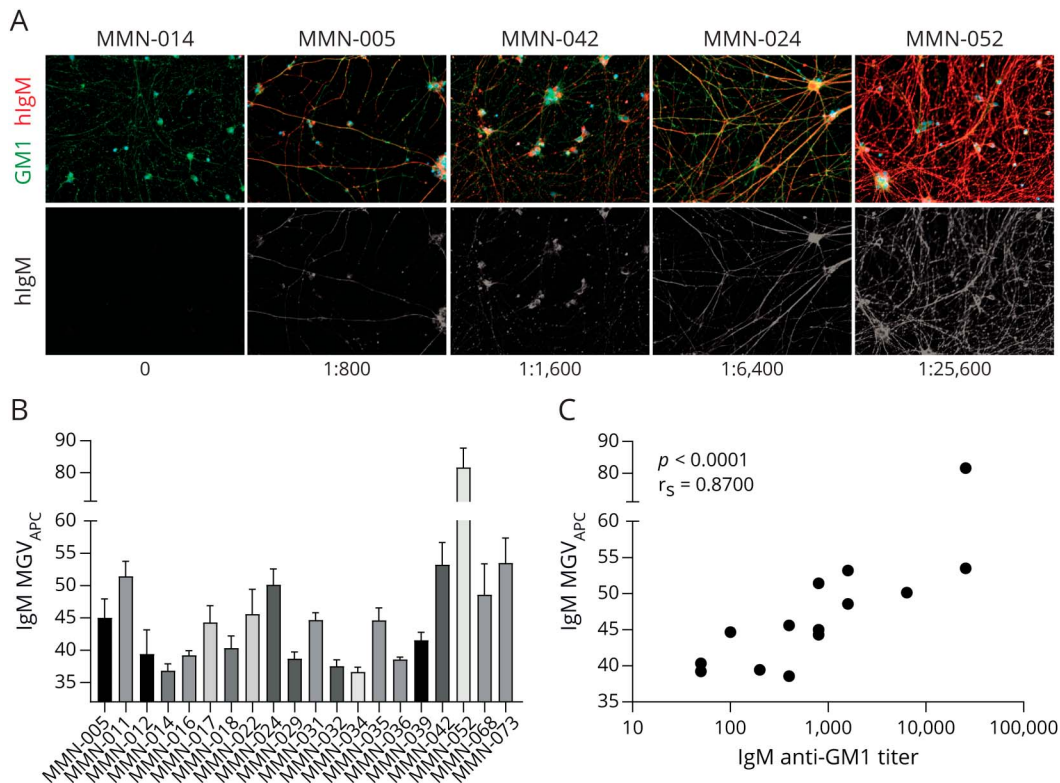 A
MMN-014 MMN-005 MMN-042 MMN-024 MMN-052
GM1 hIgM
hIgM
0 1:800 1:1,600 1:6,400 1:25,600
B
IgM MGVAPC
90
80
60
55
50
45
40
35
MMN-005
MMN-011
MMN-012
MMN-014
MMN-016
MMN-017
MMN-018
MMN-022
MMN-024
MMN-029
MMN-031
MMN-032
MMN-034
MMN-035
MMN-036
MMN-039
MMN-042
MMN-052
MMN-068
MMN-073
C
p < 0.0001
rS = 0.8700
IgM MGVAPC
90
80
60
55
50
45
40
35
10 100 1,000 10,000 100,000
IgM anti-GM1 titer